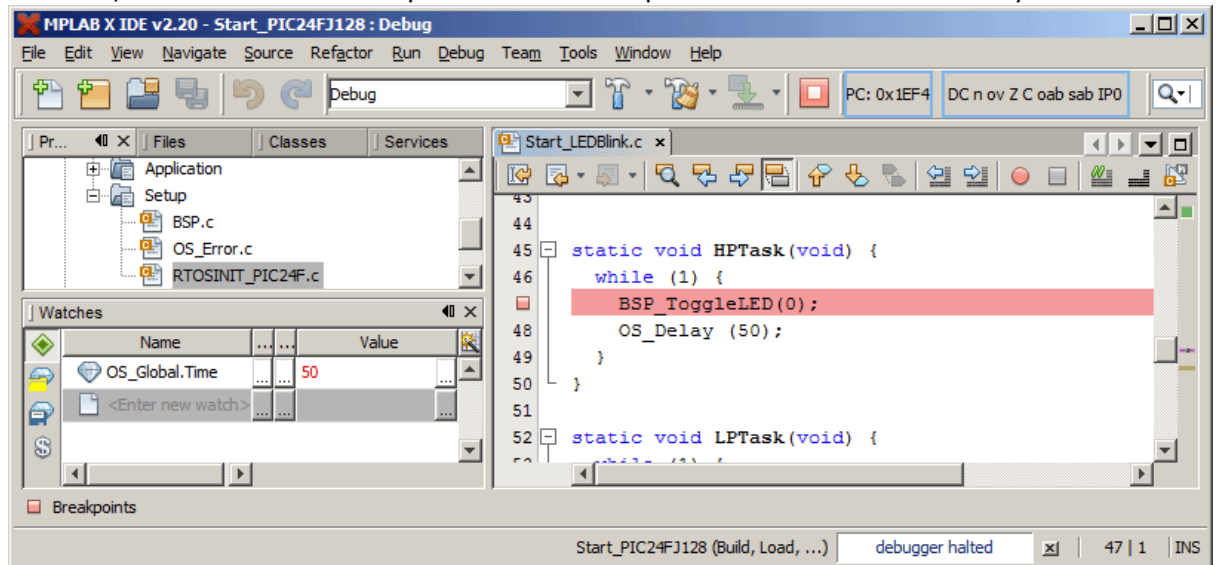 MPLAB X IDE v2.20 - Start_PIC24FJ128 : Debug
File Edit View Navigate Source Refactor Run Debug Team Tools Window Help
Debug PC: 0x1EF4 DC n ov Z C oab sab IP0
Pr... Files Classes Services
Application
Setup
BSP.c
OS_Error.c
RTOSINIT_PIC24F.c
Watches
Name ... ... Value
OS_Global.Time ... ... 50 ...
<Enter new watch> ... ... ...
Start_LEDBlink.c
43
44
45 static void HPTask(void) {
46 while (1) {
BSP_ToggleLED(0);
48 OS_Delay (50);
49 }
50 }
51
52 static void LPTask(void) {
Breakpoints
Start_PIC24FJ128 (Build, Load, ...) debugger halted 47 | 1 INS